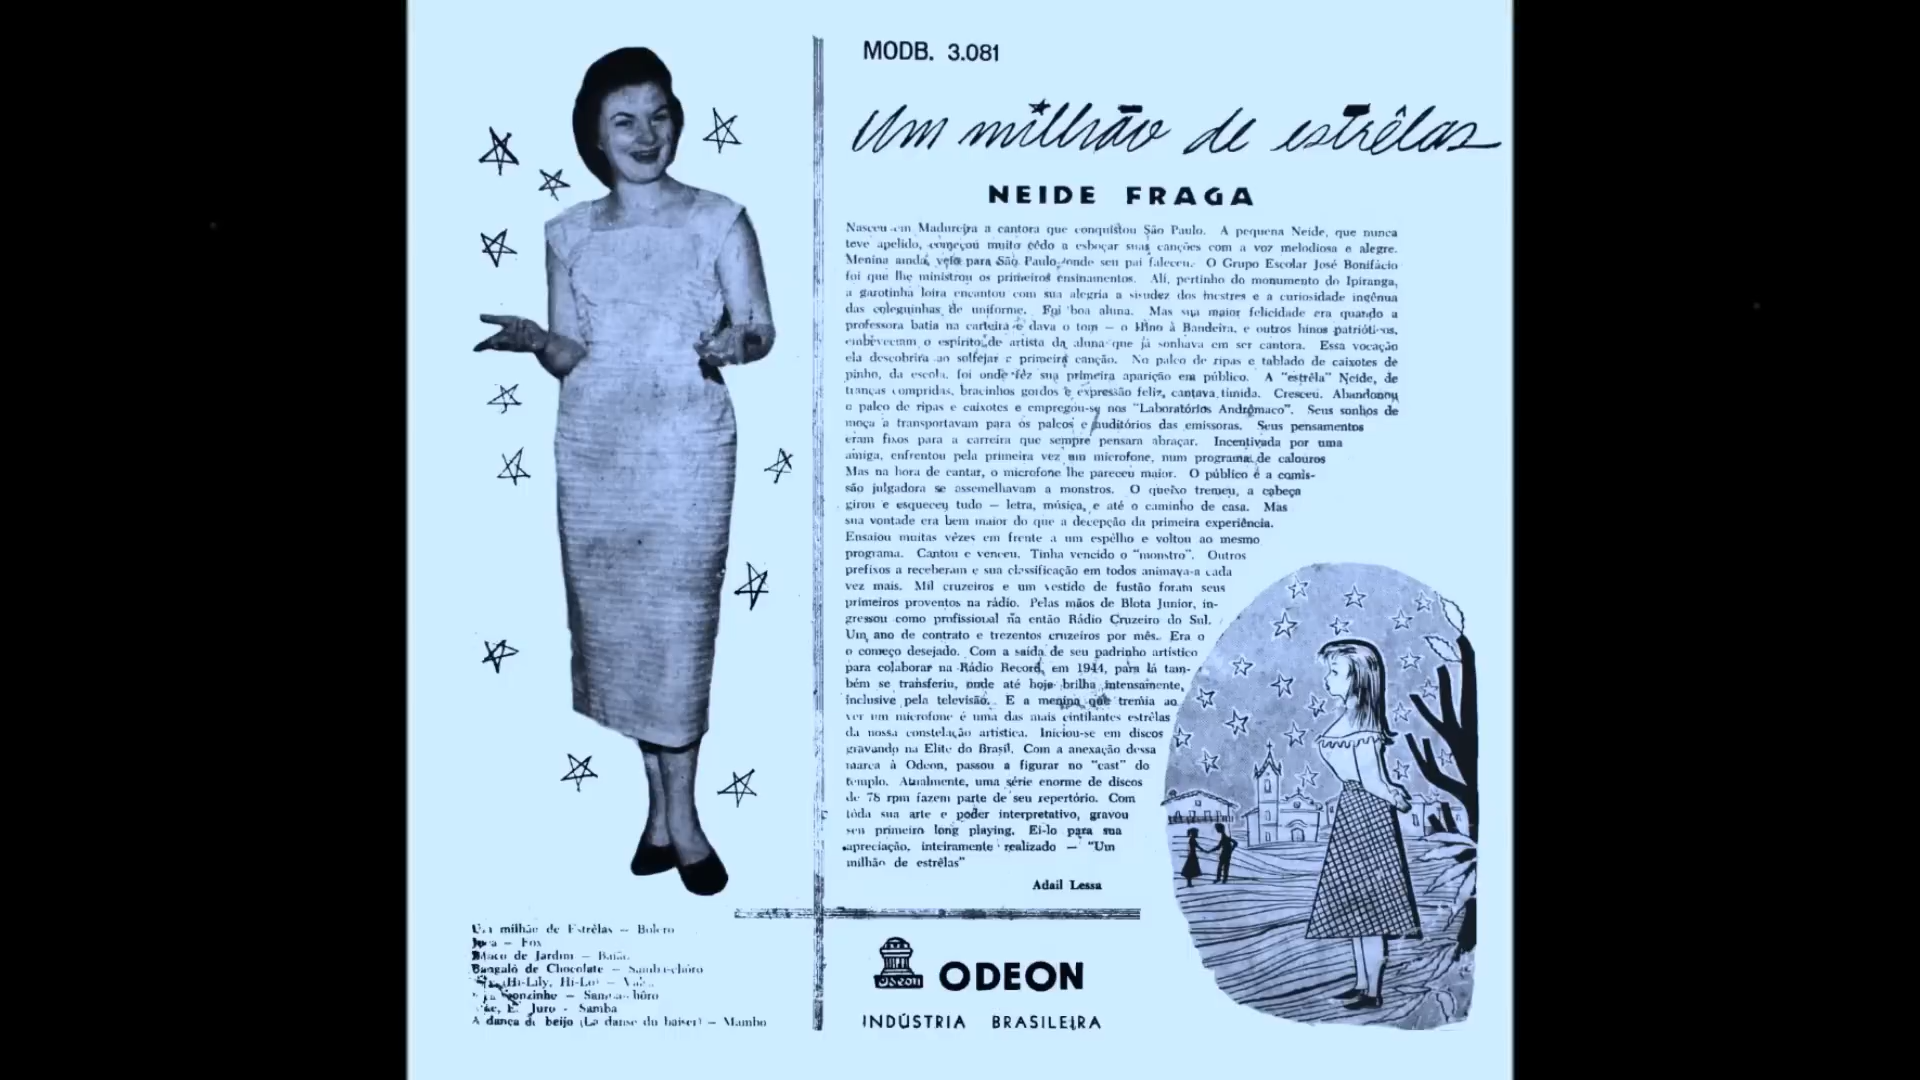 MODB. 3.081
Um milhão de estrêlas
NEIDE FRAGA
Nasceu em Madureira a cantora que conquistou São Paulo. A pequena Neide, que nunca
teve apelido, começou muito cêdo a esboçar suas canções com a voz melodiosa e alegre.
Menina ainda, veio para São Paulo, onde seu pai faleceu. O Grupo Escolar José Bonifácio
foi que lhe ministrou os primeiros ensinamentos. Ali, pertinho do monumento do Ipiranga,
a garotinha loira encantou com sua alegria a sisudez dos mestres e a curiosidade ingênua
das coleguinhas de uniforme. Foi boa aluna. Mas sua maior felicidade era quando a
professora batia na carteira e dava o tom — o Hino à Bandeira, e outros hinos patrióticos,
embeveciam o espírito de artista da aluna que já sonhava em ser cantora. Essa vocação
ela descobrira ao solfejar a primeira canção. No palco de ripas e tablado de caixotes de
pinho, da escola, foi onde fêz sua primeira aparição em público. A "estrêla" Neide, de
tranças compridas, bracinhos gordos e expressão feliz, cantava timida. Cresceu. Abandonou
o palco de ripas e caixotes e empregou-se nos "Laboratórios Andrômaco". Seus sonhos de
moça a transportavam para os palcos e auditórios das emissoras. Seus pensamentos
eram fixos para a carreira que sempre pensara abraçar. Incentivada por uma
amiga, enfrentou pela primeira vez um microfone, num programa de calouros
Mas na hora de cantar, o microfone lhe pareceu maior. O público e a comis-
são julgadora se assemelhavam a monstros. O queixo tremeu, a cabeça
girou e esqueceu tudo — letra, música, e até o caminho de casa. Mas
sua vontade era bem maior do que a decepção da primeira experiência.
Ensaiou muitas vêzes em frente a um espêlho e voltou ao mesmo
programa. Cantou e venceu. Tinha vencido o "monstro". Outros
prefixos a receberam e sua classificação em todos animava-a cada
vez mais. Mil cruzeiros e um vestido de fustão foram seus
primeiros proventos na rádio. Pelas mãos de Blota Junior, in-
gressou como profissional na então Rádio Cruzeiro do Sul.
Um ano de contrato e trezentos cruzeiros por mês. Era o
o começo desejado. Com a saída de seu padrinho artístico
para colaborar na Rádio Record, em 1944, para lá tam-
bém se transferiu, onde até hoje brilha intensamente,
inclusive pela televisão. E a menina que tremia ao
ver um microfone é uma das mais cintilantes estrêlas
da nossa constelação artística. Iniciou-se em discos
gravando na Elite do Brasil. Com a anexação dessa
marca à Odeon, passou a figurar no "cast" do
templo. Atualmente, uma série enorme de discos
de 78 rpm fazem parte de seu repertório. Com
tôda sua arte e poder interpretativo, gravou
seu primeiro long playing. Ei-lo para sua
apreciação, inteiramente realizado — "Um
milhão de estrêlas"
Adail Lessa
Um milhão de Estrêlas — Bolero
— Fox
de Jardim — Baião
Bangalô de Chocolate — Samba-chôro
Hi-Lily, Hi-Lo —
— Samba-chôro
E Juro - Samba
A dança do beijo (La danse du baiser) — Mambo
Odeon
ODEON
INDÚSTRIA BRASILEIRA